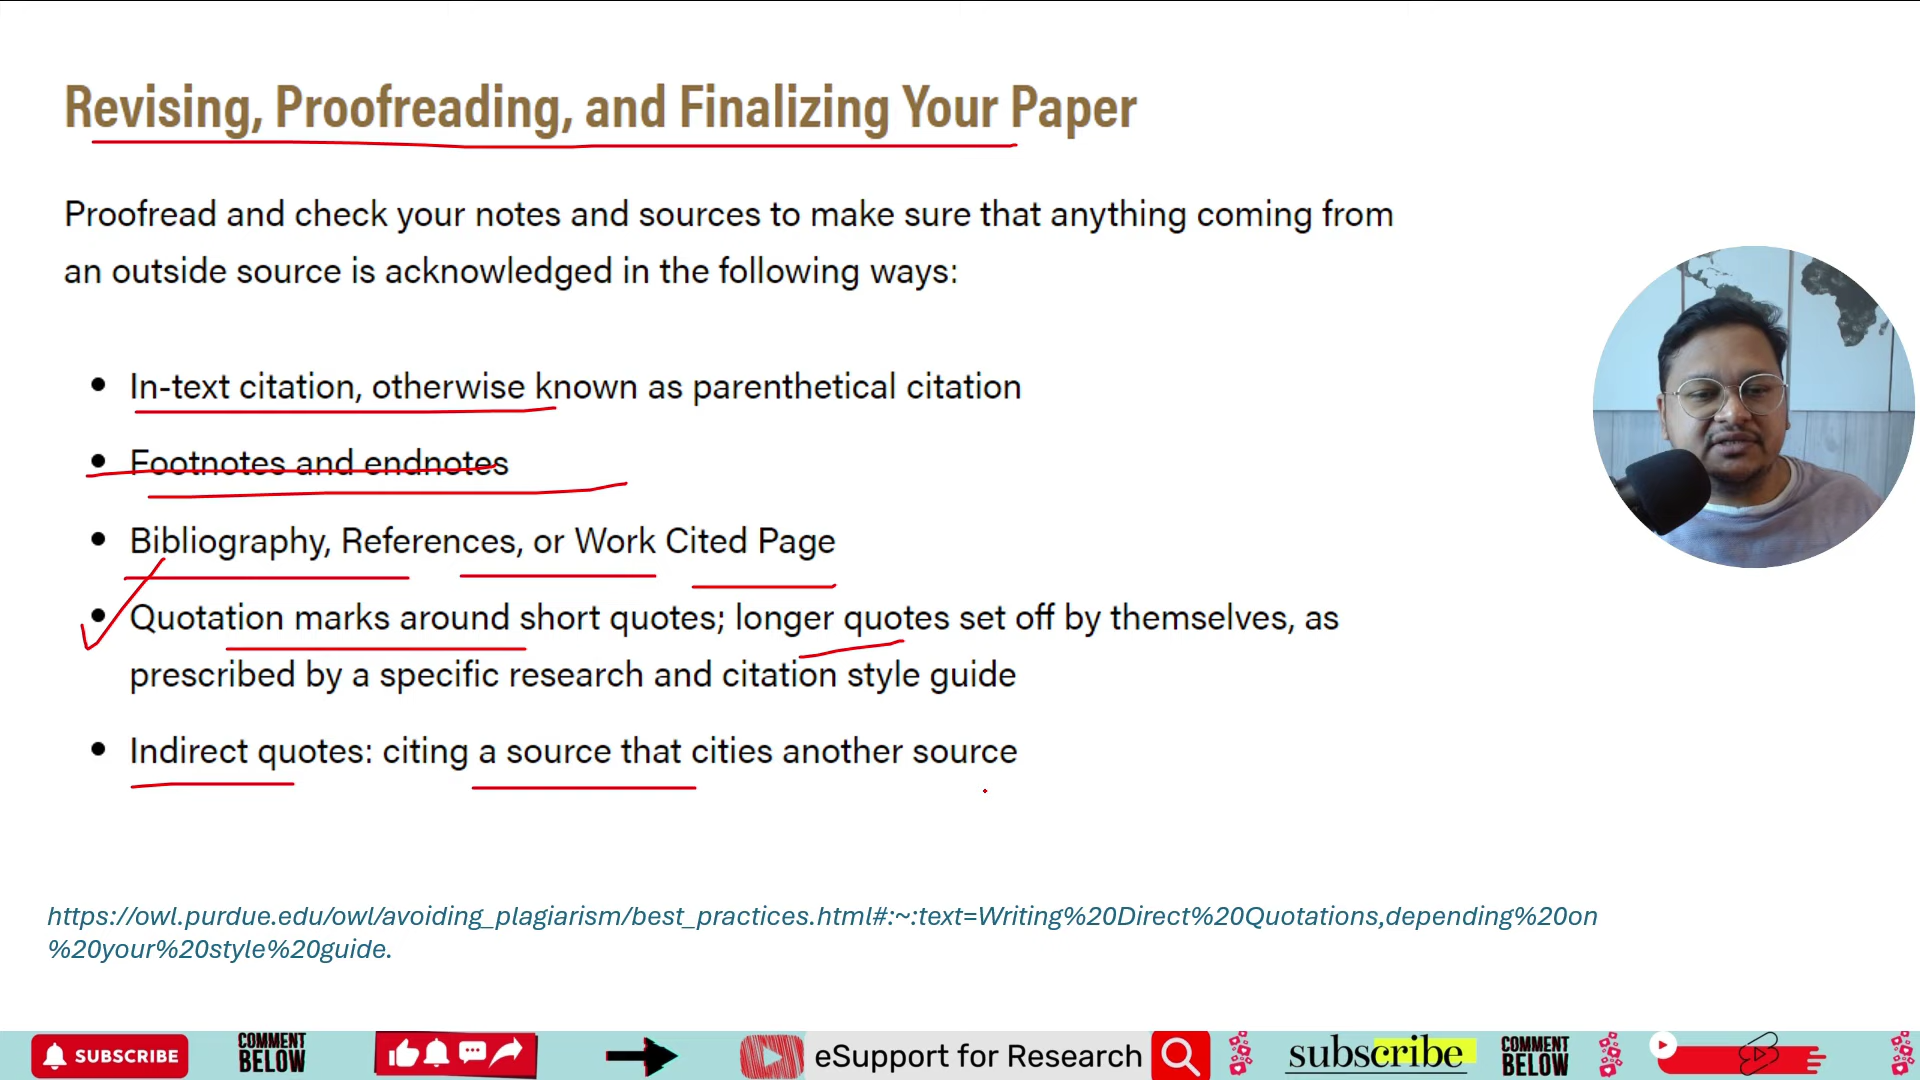 Revising, Proofreading, and Finalizing Your Paper
Proofread and check your notes and sources to make sure that anything coming from
an outside source is acknowledged in the following ways:
• In-text citation, otherwise known as parenthetical citation
• Footnotes and endnotes
• Bibliography, References, or Work Cited Page
• Quotation marks around short quotes; longer quotes set off by themselves, as
prescribed by a specific research and citation style guide
• Indirect quotes: citing a source that cities another source
https://owl.purdue.edu/owl/avoiding_plagiarism/best_practices.html#:~:text=Writing%20Direct%20Quotations,depending%20on
%20your%20style%20guide.
SUBSCRIBE
COMMENT
BELOW
eSupport for Research
subscribe
COMMENT
BELOW